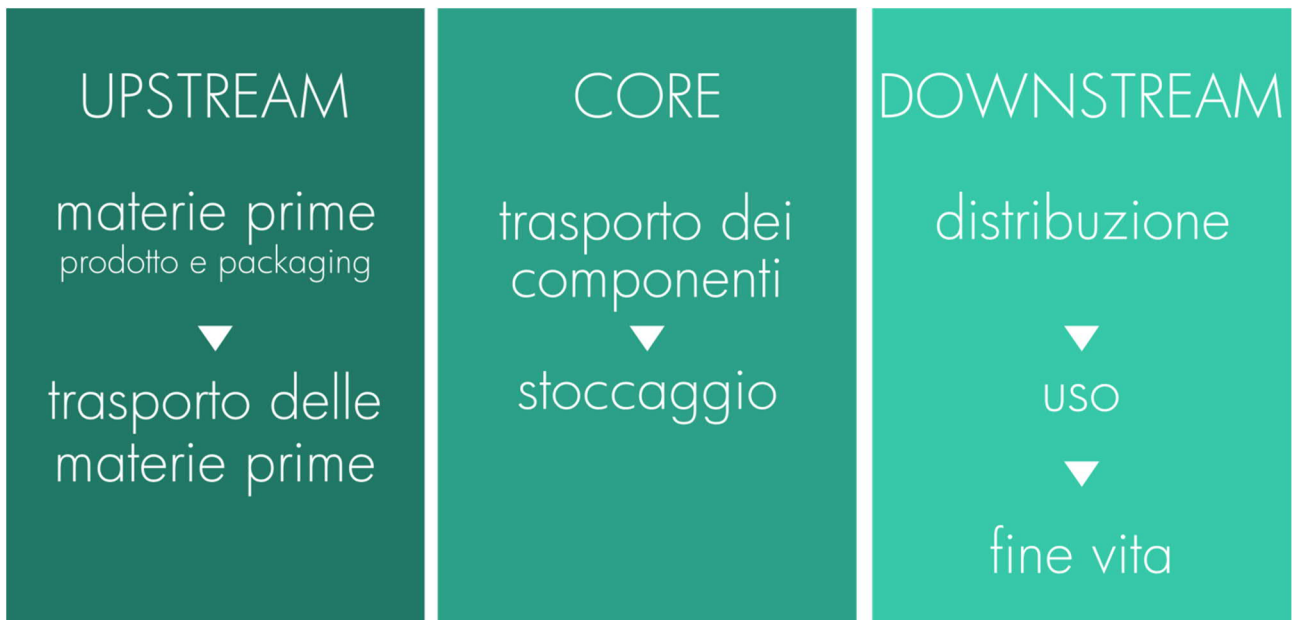 UPSTREAM
materie prime
prodotto e packaging
trasporto delle
materie prime
CORE
trasporto dei
componenti
stoccaggio
DOWNSTREAM
distribuzione
uso
fine vita